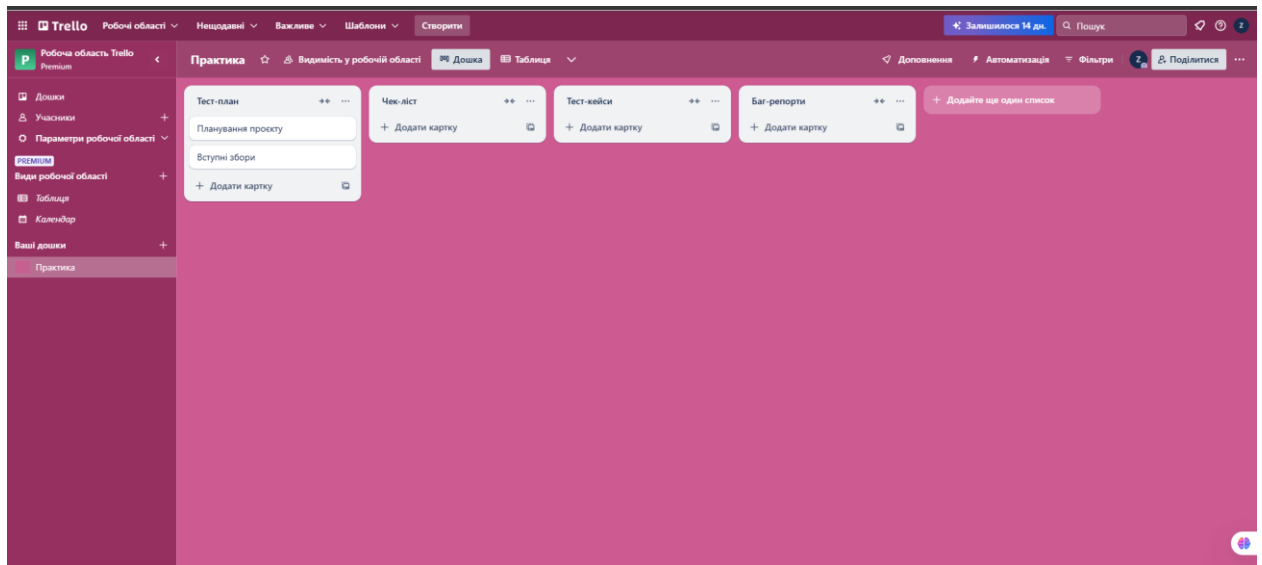 Trello Робочі області Нещодавні Важливе Шаблони Створити Залишилося 14 дн. Пошук Z
P Робоча область Trello
Premium
Практика Видимість у робочій області Дошка Таблиця Доповнення Автоматизація Фільтри Z Поділитися
Дошки
Учасники
Параметри робочої області
PREMIUM
Види робочої області
Таблиця
Календар
Ваші дошки
Практика
Тест-план
Планування проєкту
Вступні збори
Додати картку
Чек-ліст
Додати картку
Тест-кейси
Додати картку
Баг-репорти
Додати картку
Додайте ще один список